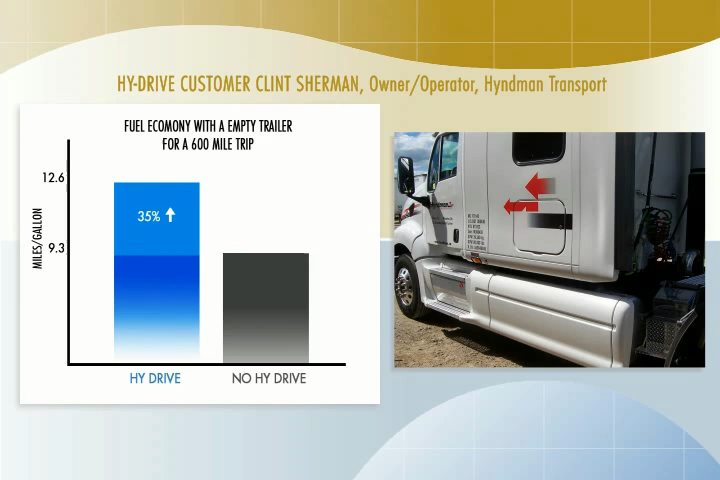 HY-DRIVE CUSTOMER CLINT SHERMAN, Owner/Operator, Hyndman Transport
FUEL ECOMONY WITH A EMPTY TRAILER
FOR A 600 MILE TRIP
12.6
35%
MILES/GALLON
9.3
HY DRIVE
NO HY DRIVE